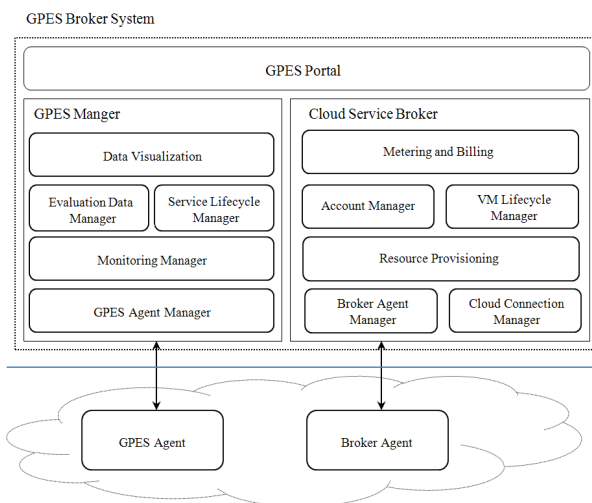 GPES Broker System
GPES Portal
GPES Manger
Data Visualization
Evaluation Data
Manager
Service Lifecycle
Manager
Monitoring Manager
GPES Agent Manager
Cloud Service Broker
Metering and Billing
Account Manager
VM Lifecycle
Manager
Resource Provisioning
Broker Agent
Manager
Cloud Connection
Manager
GPES Agent
Broker Agent